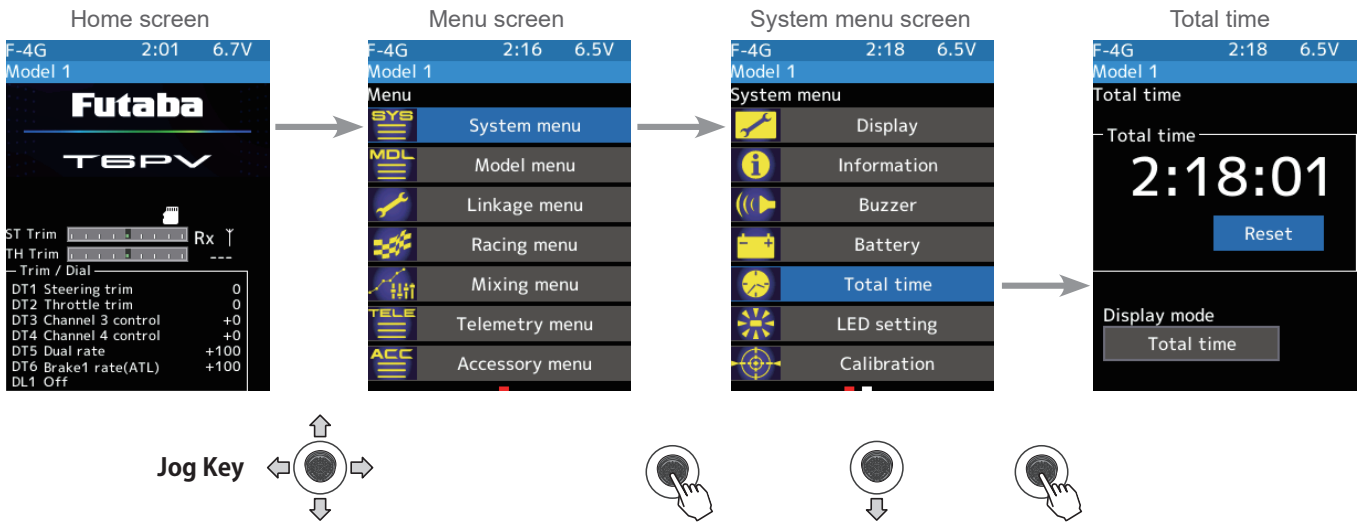 Home screen
F-4G 2:01 6.7V
Model 1
Futaba
T6PV
ST Trim
Rx
TH Trim
---
Trim / Dial
DT1 Steering trim 0
DT2 Throttle trim 0
DT3 Channel 3 control +0
DT4 Channel 4 control +0
DT5 Dual rate +100
DT6 Brake1 rate(ATL) +100
DL1 Off
Menu screen
F-4G 2:16 6.5V
Model 1
Menu
SYS System menu
MDL Model menu
Linkage menu
Racing menu
Mixing menu
TELE Telemetry menu
ACC Accessory menu
System menu screen
F-4G 2:18 6.5V
Model 1
System menu
Display
Information
Buzzer
Battery
Total time
LED setting
Calibration
Total time
F-4G 2:18 6.5V
Model 1
Total time
Total time
2:18:01
Reset
Display mode
Total time
Jog Key